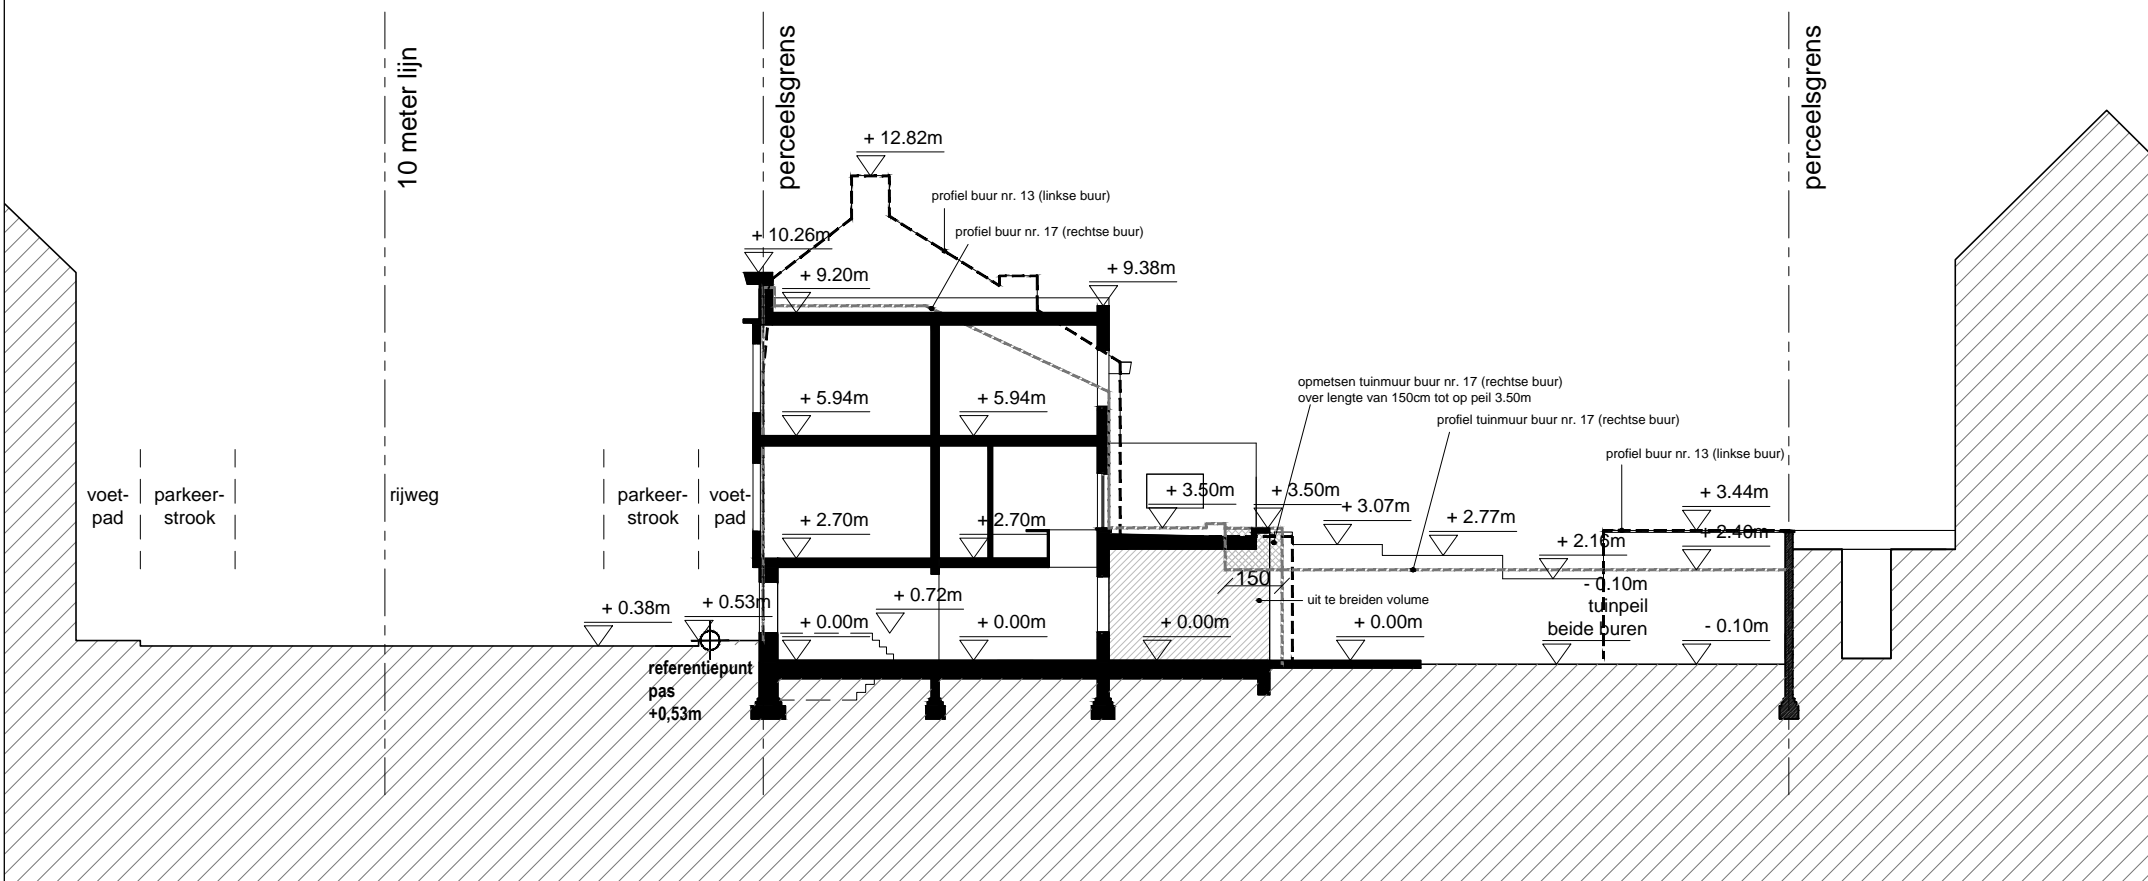 10 meter lijn
perceelsgrens
perceelsgrens
+ 12.82m
profiel buur nr. 13 (linkse buur)
profiel buur nr. 17 (rechtse buur)
+ 10.26m
+ 9.20m
+ 9.38m
opmetsen tuinmuur buur nr. 17 (rechtse buur)
over lengte van 150cm tot op peil 3.50m
+ 5.94m
+ 5.94m
profiel tuinmuur buur nr. 17 (rechtse buur)
profiel buur nr. 13 (linkse buur)
voet-
pad
parkeer-
strook
rijweg
parkeer-
strook
voet-
pad
+ 3.50m
+ 3.50m
+ 3.07m
+ 2.77m
+ 3.44m
+ 2.70m
+ 2.70m
+ 2.16m
+ 2.40m
150
- 0.10m
tuinpeil
beide buren
uit te breiden volume
+ 0.38m
+ 0.53m
+ 0.72m
+ 0.00m
+ 0.00m
+ 0.00m
+ 0.00m
- 0.10m
referentiepunt
pas
+0,53m